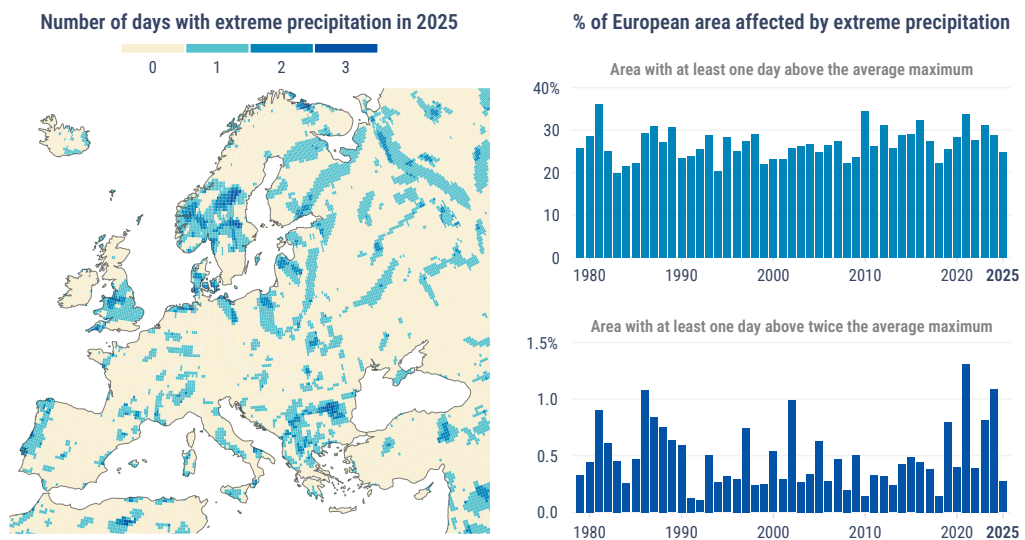 Number of days with extreme precipitation in 2025
0 1 2 3
% of European area affected by extreme precipitation
Area with at least one day above the average maximum
40%
30
20
10
0
1980 1990 2000 2010 2020 2025
Area with at least one day above twice the average maximum
1.5%
1.0
0.5
0.0
1980 1990 2000 2010 2020 2025